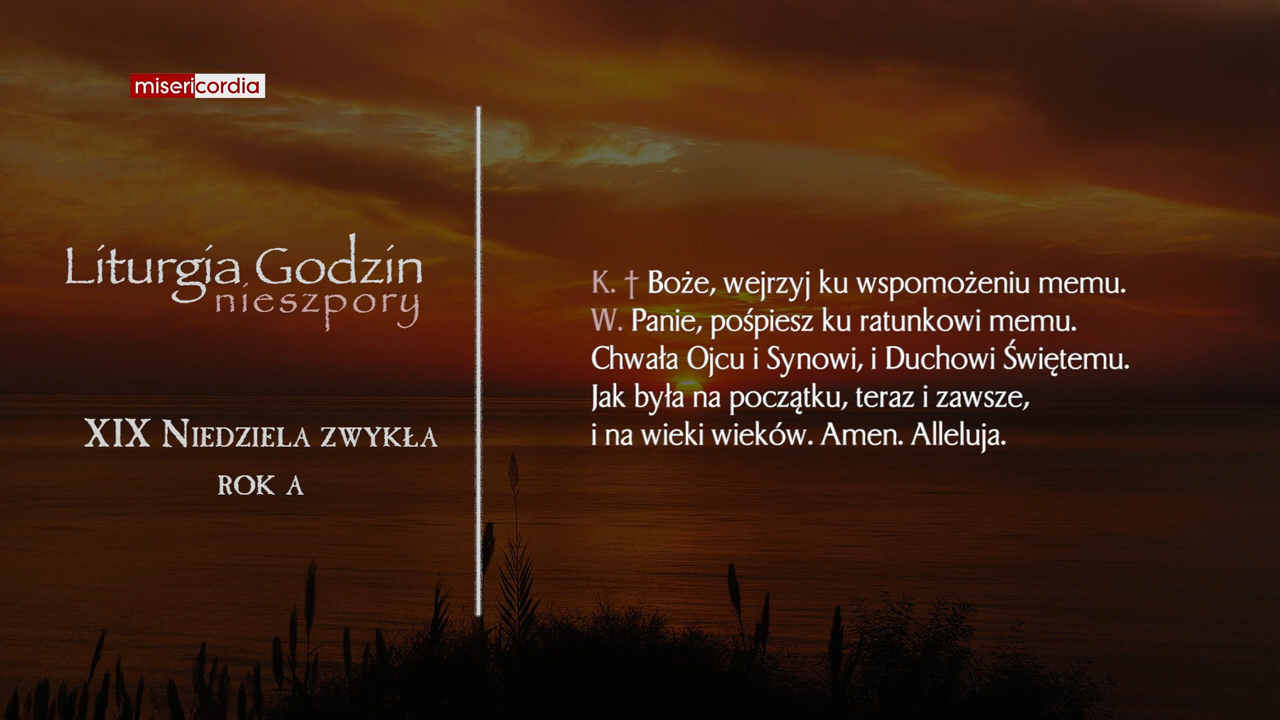 misericordia
Liturgia Godzin
nieszpory
XIX Niedziela zwykła
rok a
K. † Boże, wejrzyj ku wspomożeniu memu.
W. Panie, pośpiesz ku ratunkowi memu.
Chwała Ojcu i Synowi, i Duchowi Świętemu.
Jak była na początku, teraz i zawsze,
i na wieki wieków. Amen. Alleluja.